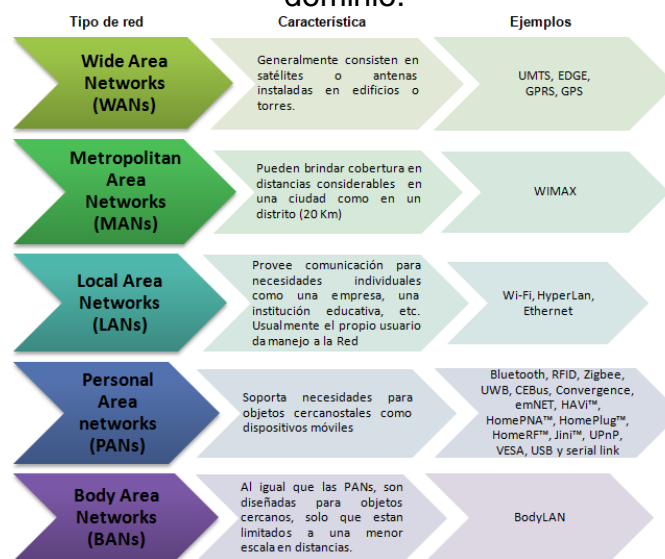 dominio.
Tipo de red
Característica
Ejemplos
Wide Area
Networks
(WANs)
Generalmente consisten en
satélites o antenas
instaladas en edificios o
torres.
UMTS, EDGE,
GPRS, GPS
Metropolitan
Area
Networks
(MANs)
Pueden brindar cobertura en
distancias considerables en
una ciudad como en un
distrito (20 Km)
WIMAX
Local Area
Networks
(LANs)
Provee comunicación para
necesidades individuales
como una empresa, una
institución educativa, etc.
Usualmente el propio usuario
da manejo a la Red
Wi-Fi, HyperLan,
Ethernet
Personal
Area
networks
(PANs)
Soporta necesidades para
objetos cercanostales como
dispositivos móviles
Bluetooth, RFID, Zigbee,
UWB, CEBus, Convergence,
emNET, HAVi™,
HomePNA™, HomePlug™,
HomeRF™, Jini™, UPnP,
VESA, USB y serial link
Body Area
Networks
(BANs)
Al igual que las PANs, son
diseñadas para objetos
cercanos, solo que estan
limitados a una menor
escala en distancias.
BodyLAN